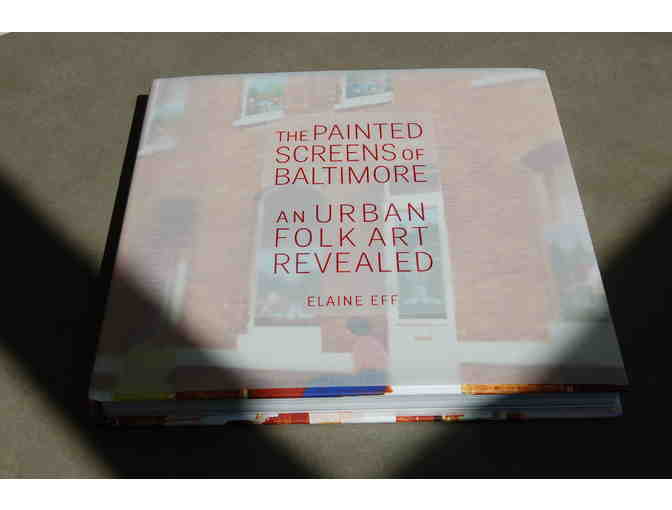 THE PAINTED
SCREENS OF
BALTIMORE
AN URBAN
FOLK ART
REVEALED
ELAINE EFF